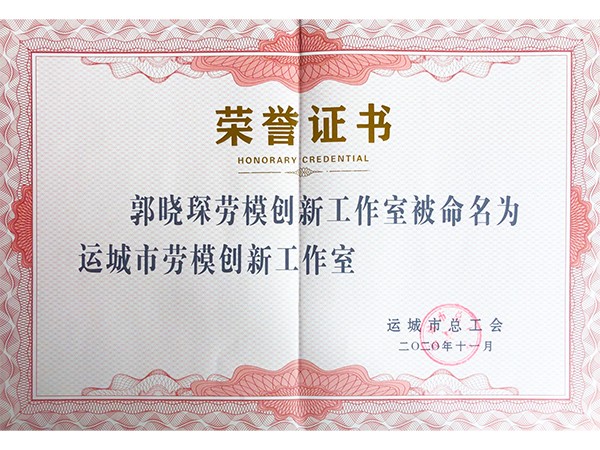 荣誉证书
HONORARY CREDENTIAL
郭晓琛劳模创新工作室被命名为
运城市劳模创新工作室
运城市总工会
二〇二〇年十一月